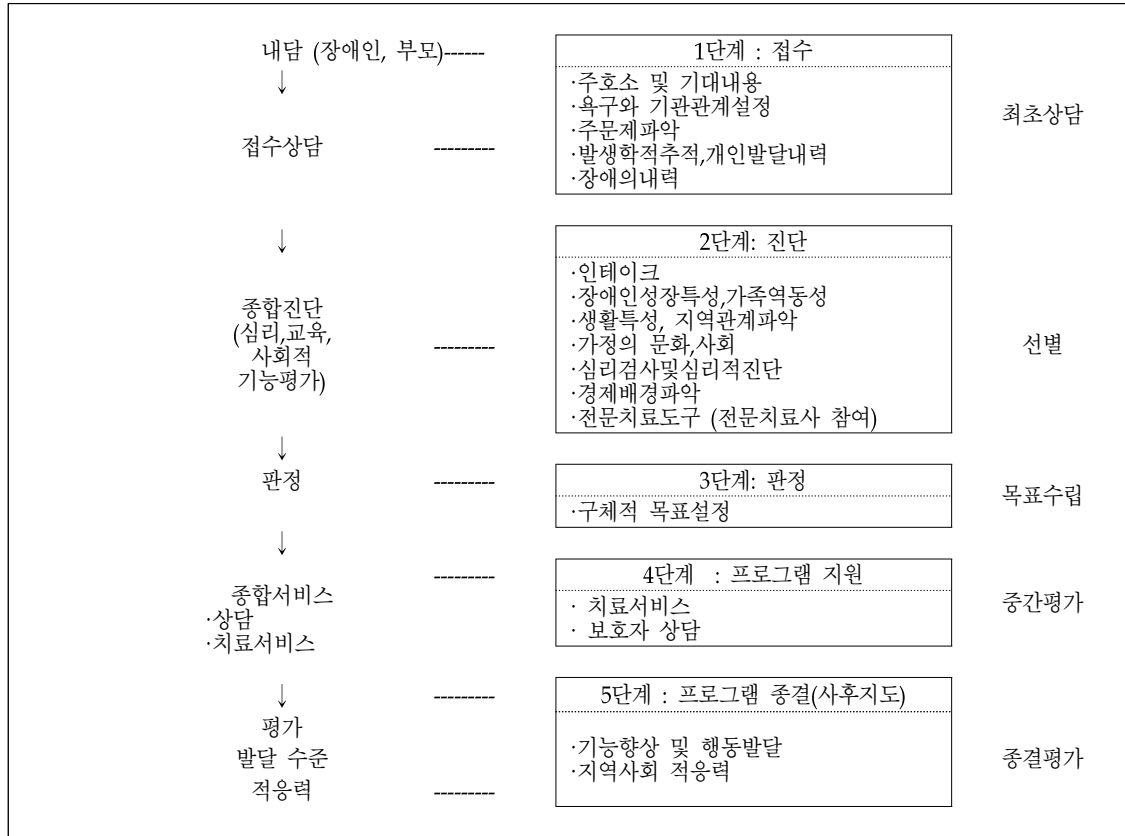 내담 (장애인, 부모)------
1단계 : 접수
↓
·주호소 및 기대내용
·욕구와 기관관계설정
최초상담
·주문제파악
접수상담 ---------
·발생학적추적,개인발달내력
·장애의내력
↓
2단계: 진단
·인테이크
·장애인성장특성,가족역동성
종합진단
(심리,교육,
사회적
기능평가)
---------
·생활특성, 지역관계파악
·가정의 문화,사회
선별
·심리검사및심리적진단
·경제배경파악
·전문치료도구 (전문치료사 참여)
↓
판정 ---------
3단계: 판정
·구체적 목표설정
목표수립
↓
---------
4단계 : 프로그램 지원
종합서비스
·상담
·치료서비스
· 치료서비스
· 보호자 상담
중간평가
↓ ---------
5단계 : 프로그램 종결(사후지도)
평가
발달 수준
적응력 ---------
·기능향상 및 행동발달
·지역사회 적응력
종결평가